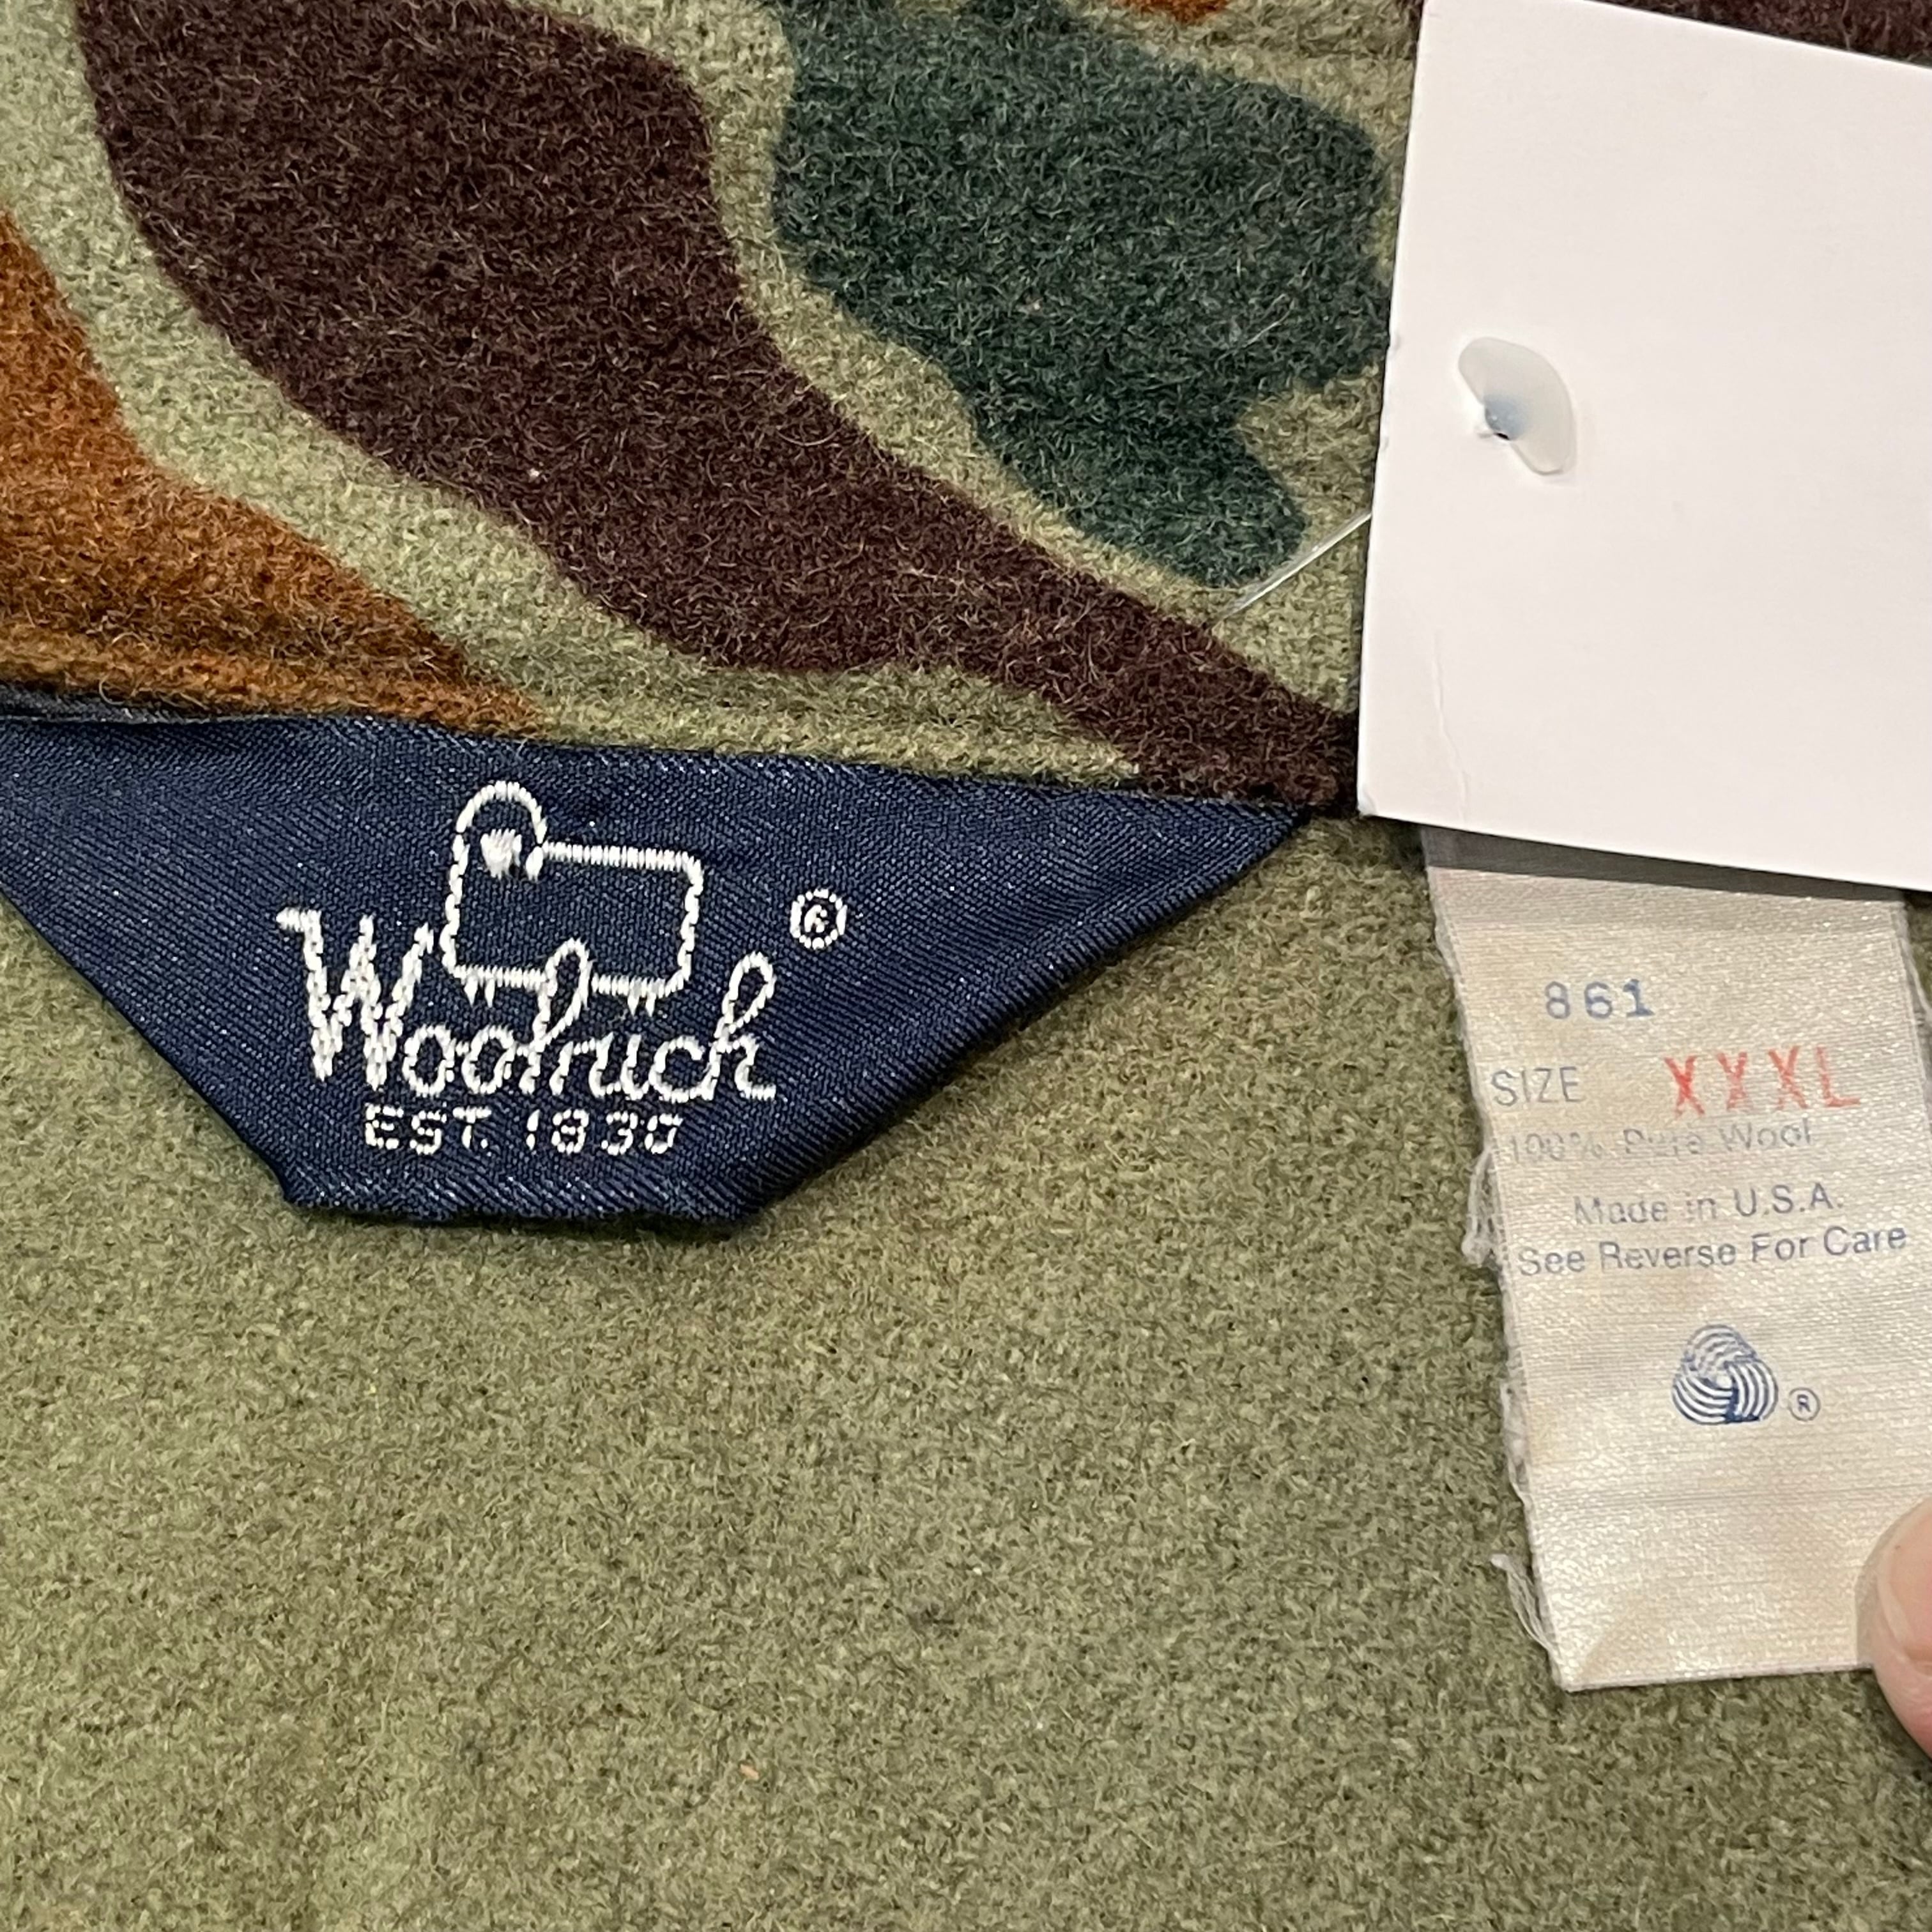 Woolrich ®
EST. 1830
861
SIZE XXXL
100% Pure Wool
Made in U.S.A.
See Reverse For Care
®